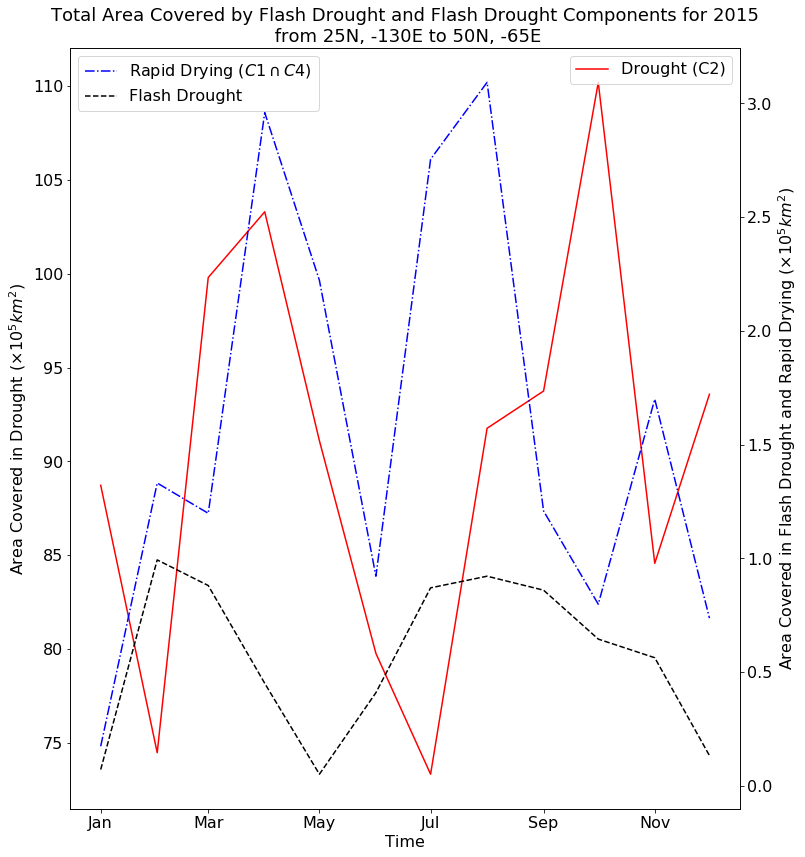 Total Area Covered by Flash Drought and Flash Drought Components for 2015
from 25N, -130E to 50N, -65E
Rapid Drying (C1 ∩ C4)
Flash Drought
Drought (C2)
Area Covered in Drought (×10⁵km²)
110
105
100
95
90
85
80
75
3.0
2.5
2.0
1.5
1.0
0.5
0.0
Area Covered in Flash Drought and Rapid Drying (×10⁵km²)
Jan Mar May Jul Sep Nov
Time